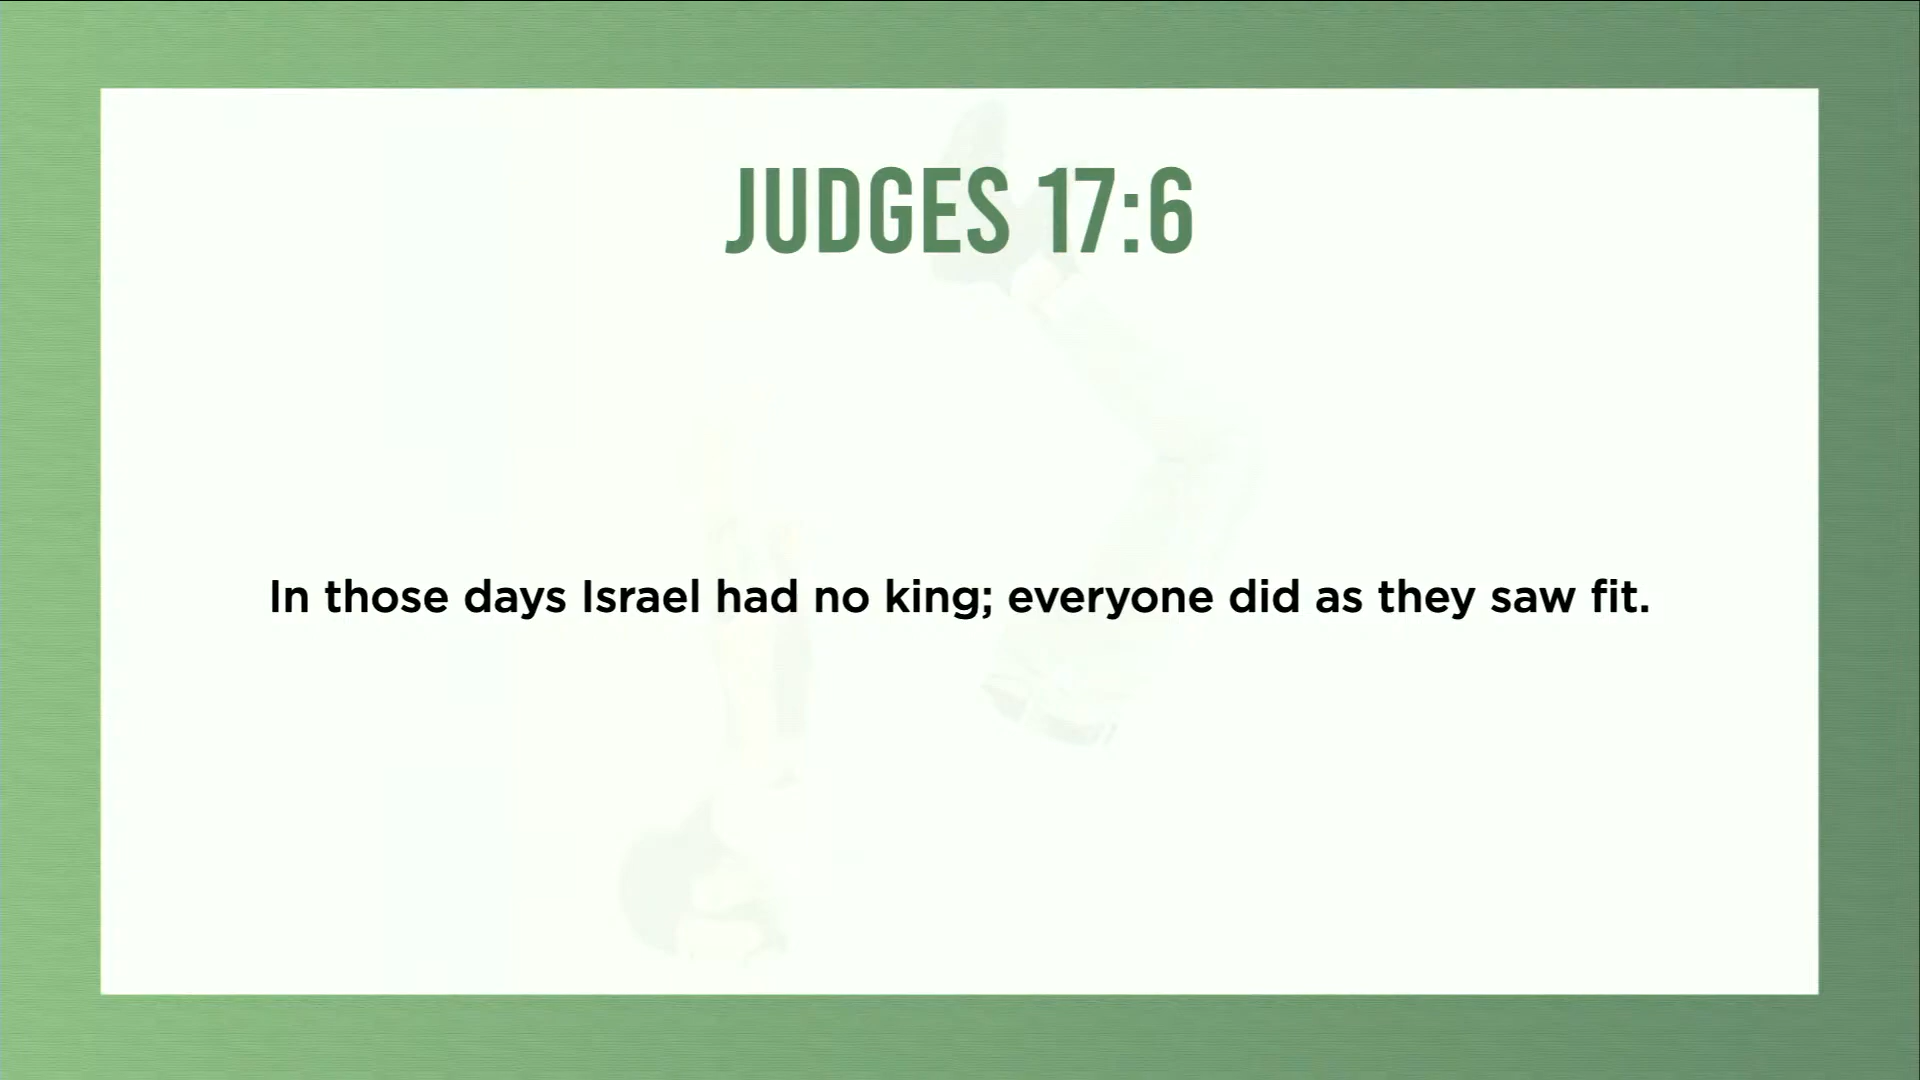 JUDGES 17:6
In those days Israel had no king; everyone did as they saw fit.